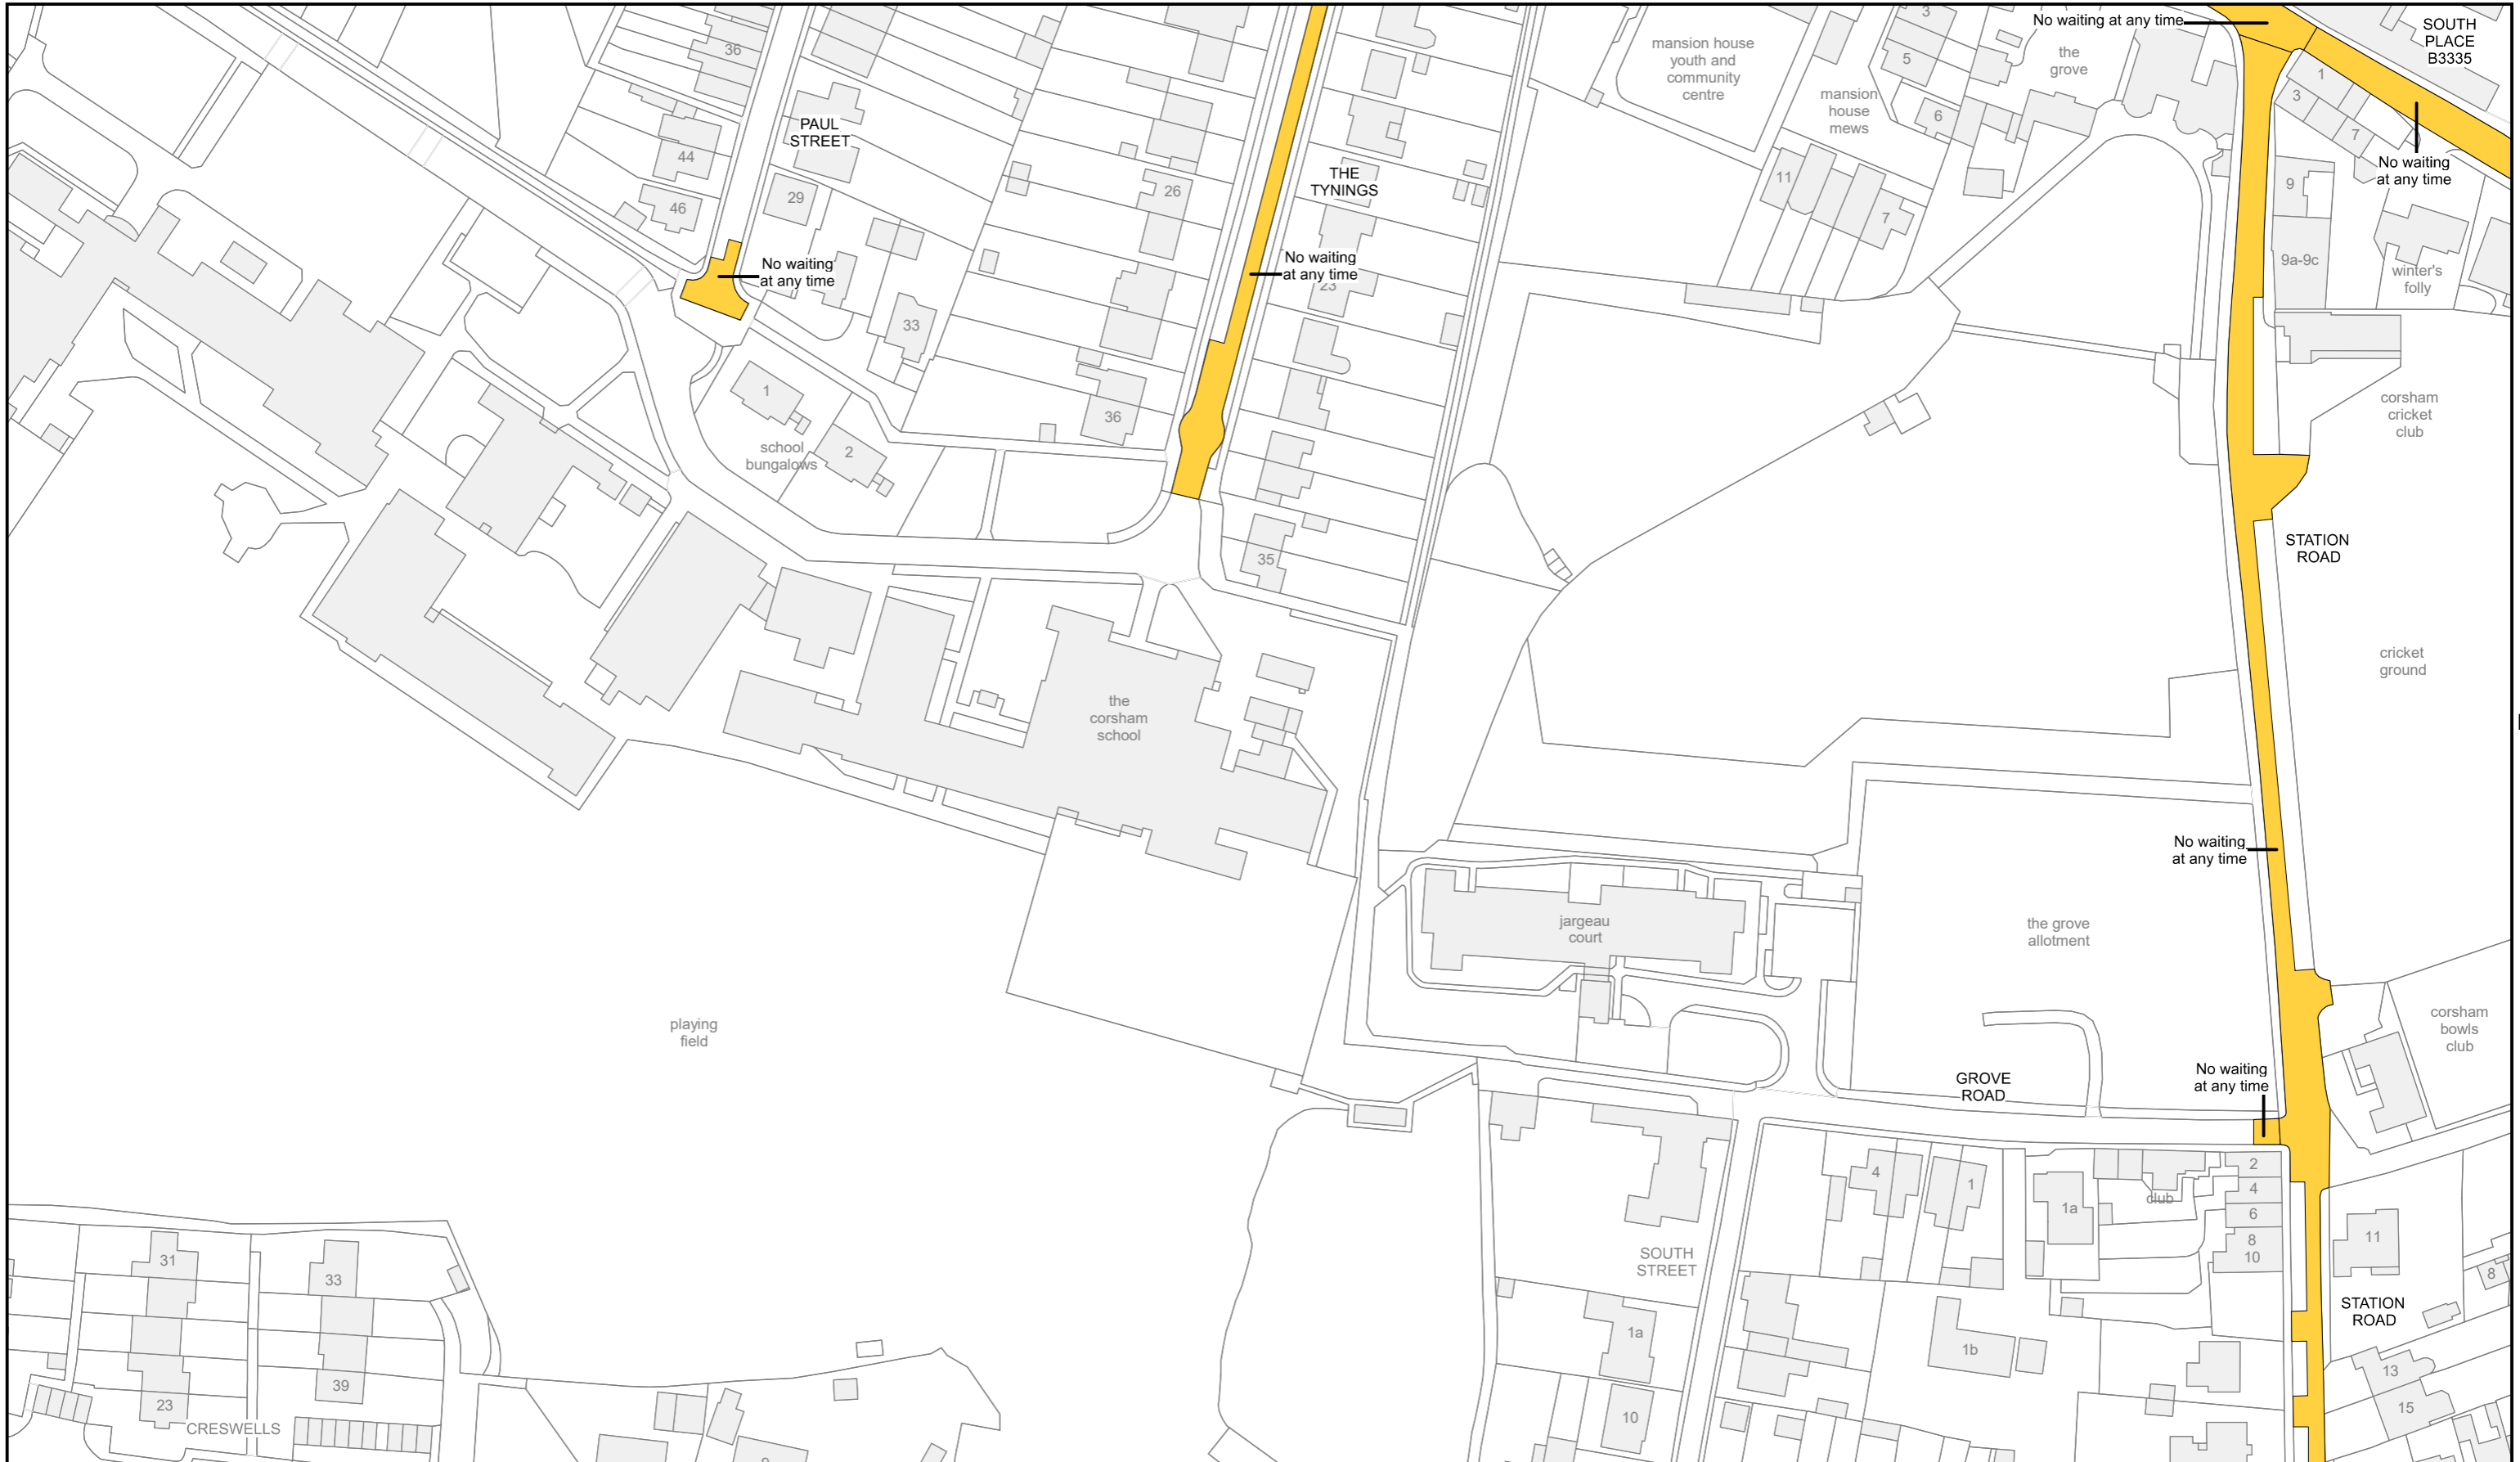 No waiting at any time
SOUTH
PLACE
B3335
36
3
5
6
mansion house
youth and
community
centre
the
grove
mansion
house
mews
1
3
7
PAUL
STREET
44
46
29
26
THE
TYNINGS
11
7
No waiting
at any time
9
9a-9c
winter's
folly
No waiting
at any time
No waiting
at any time
23
33
1
36
2
school
bungalows
corsham
cricket
club
35
STATION
ROAD
cricket
ground
the
corsham
school
No waiting
at any time
jargeau
court
the grove
allotment
playing
field
corsham
bowls
club
No waiting
at any time
GROVE
ROAD
4
1
1a
club
2
4
6
8
10
11
8
SOUTH
STREET
31
33
STATION
ROAD
1a
1b
13
15
39
23
10
CRESWELLS